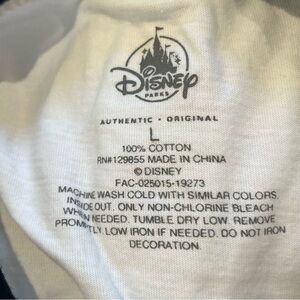 Disney
PARKS
AUTHENTIC • ORIGINAL
L
100% COTTON
RN#129855 MADE IN CHINA
© DISNEY
FAC-025015-19273
MACHINE WASH COLD WITH SIMILAR COLORS.
INSIDE OUT. ONLY NON-CHLORINE BLEACH
WHEN NEEDED. TUMBLE DRY LOW. REMOVE
PROMPTLY. LOW IRON IF NEEDED. DO NOT IRON
DECORATION.